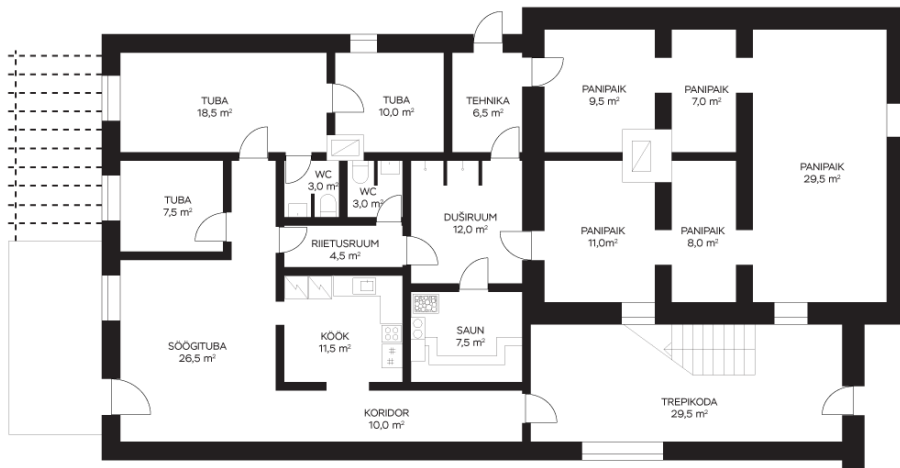 TUBA
18,5 m²
TUBA
10,0 m²
TEHNIKA
6,5 m²
PANIPAIK
9,5 m²
PANIPAIK
7,0 m²
PANIPAIK
29,5 m²
TUBA
7,5 m²
WC
3,0 m²
WC
3,0 m²
DUŠIRUUM
12,0 m²
PANIPAIK
11,0m²
PANIPAIK
8,0 m²
RIIETUSRUUM
4,5 m²
SÖÖGITUBA
26,5 m²
KÖÖK
11,5 m²
SAUN
7,5 m²
KORIDOR
10,0 m²
TREPIKODA
29,5 m²